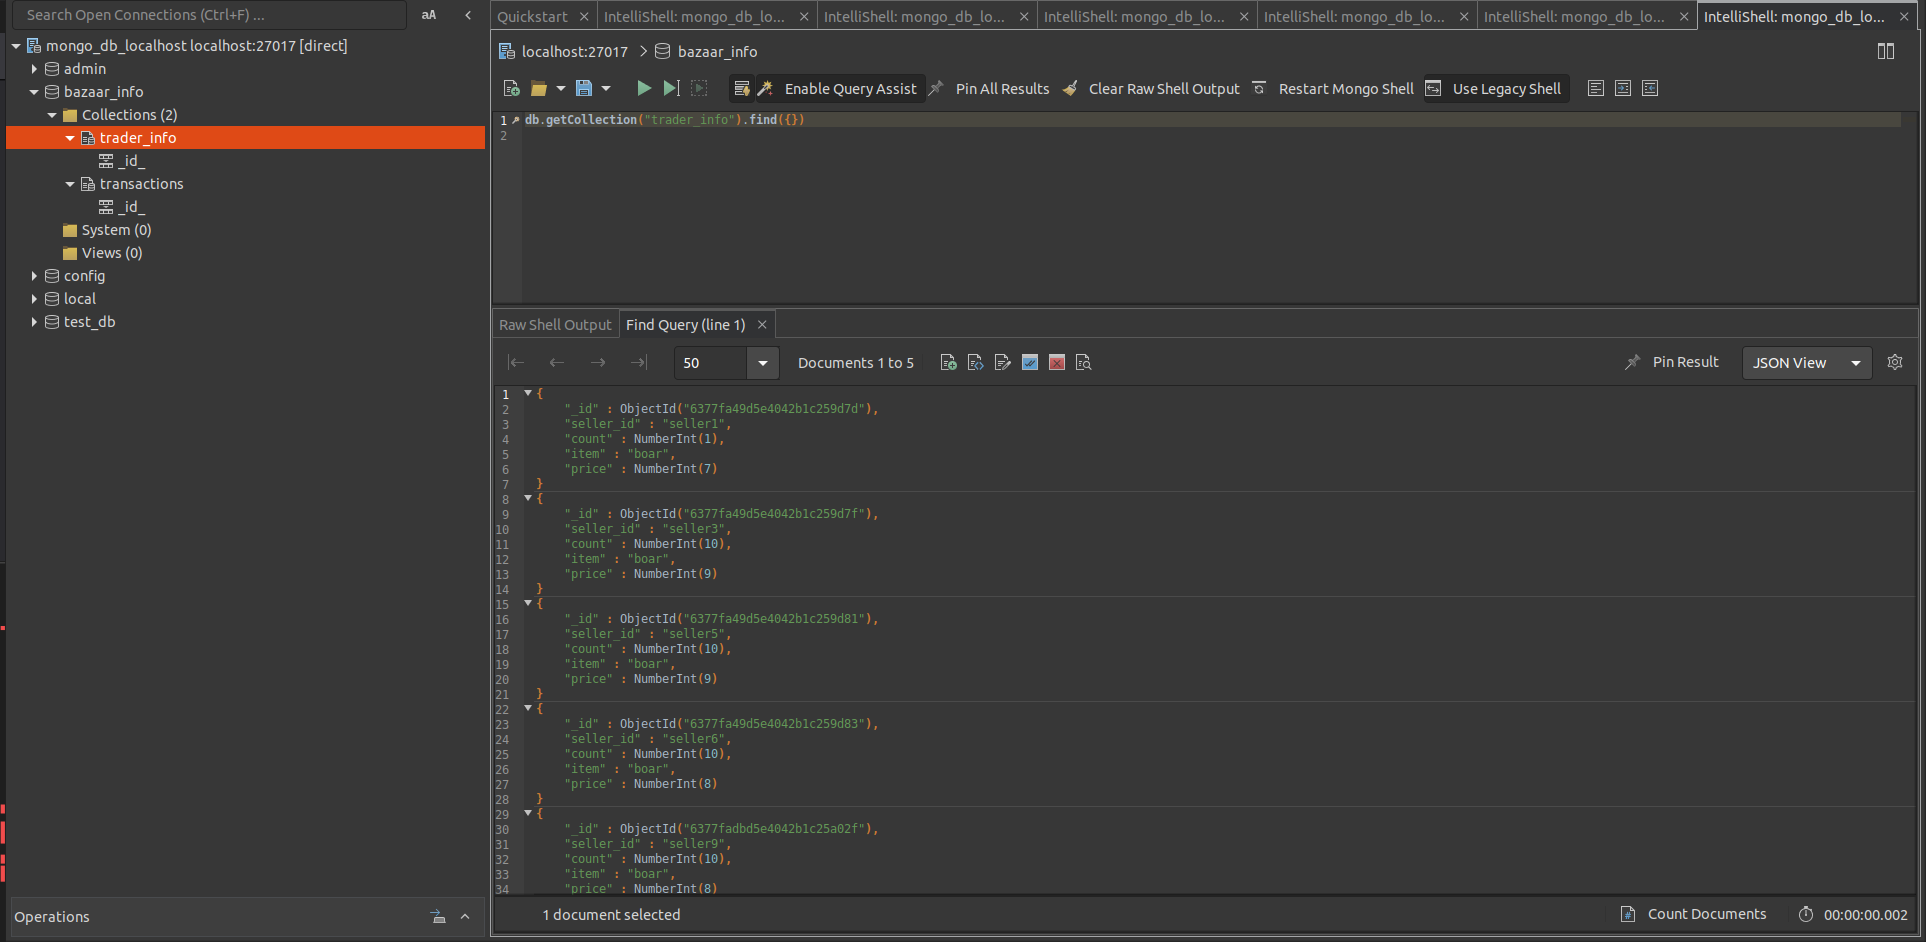 Search Open Connections (Ctrl+F) ...
aA
mongo_db_localhost localhost:27017 [direct]
admin
bazaar_info
Collections (2)
trader_info
_id_
transactions
_id_
System (0)
Views (0)
config
local
test_db
Operations
Quickstart
IntelliShell: mongo_db_lo...
IntelliShell: mongo_db_lo...
IntelliShell: mongo_db_lo...
IntelliShell: mongo_db_lo...
IntelliShell: mongo_db_lo...
IntelliShell: mongo_db_lo...
localhost:27017
bazaar_info
Enable Query Assist
Pin All Results
Clear Raw Shell Output
Restart Mongo Shell
Use Legacy Shell
1 db.getCollection("trader_info").find({})
2
Raw Shell Output
Find Query (line 1)
50
Documents 1 to 5
Pin Result
JSON View
1 {
2 "_id" : ObjectId("6377fa49d5e4042b1c259d7d"),
3 "seller_id" : "seller1",
4 "count" : NumberInt(1),
5 "item" : "boar",
6 "price" : NumberInt(7)
7 }
8 {
9 "_id" : ObjectId("6377fa49d5e4042b1c259d7f"),
10 "seller_id" : "seller3",
11 "count" : NumberInt(10),
12 "item" : "boar",
13 "price" : NumberInt(9)
14 }
15 {
16 "_id" : ObjectId("6377fa49d5e4042b1c259d81"),
17 "seller_id" : "seller5",
18 "count" : NumberInt(10),
19 "item" : "boar",
20 "price" : NumberInt(9)
21 }
22 {
23 "_id" : ObjectId("6377fa49d5e4042b1c259d83"),
24 "seller_id" : "seller6",
25 "count" : NumberInt(10),
26 "item" : "boar",
27 "price" : NumberInt(8)
28 }
29 {
30 "_id" : ObjectId("6377fadbd5e4042b1c25a02f"),
31 "seller_id" : "seller9",
32 "count" : NumberInt(10),
33 "item" : "boar",
34 "price" : NumberInt(8)
1 document selected
Count Documents
00:00:00.002